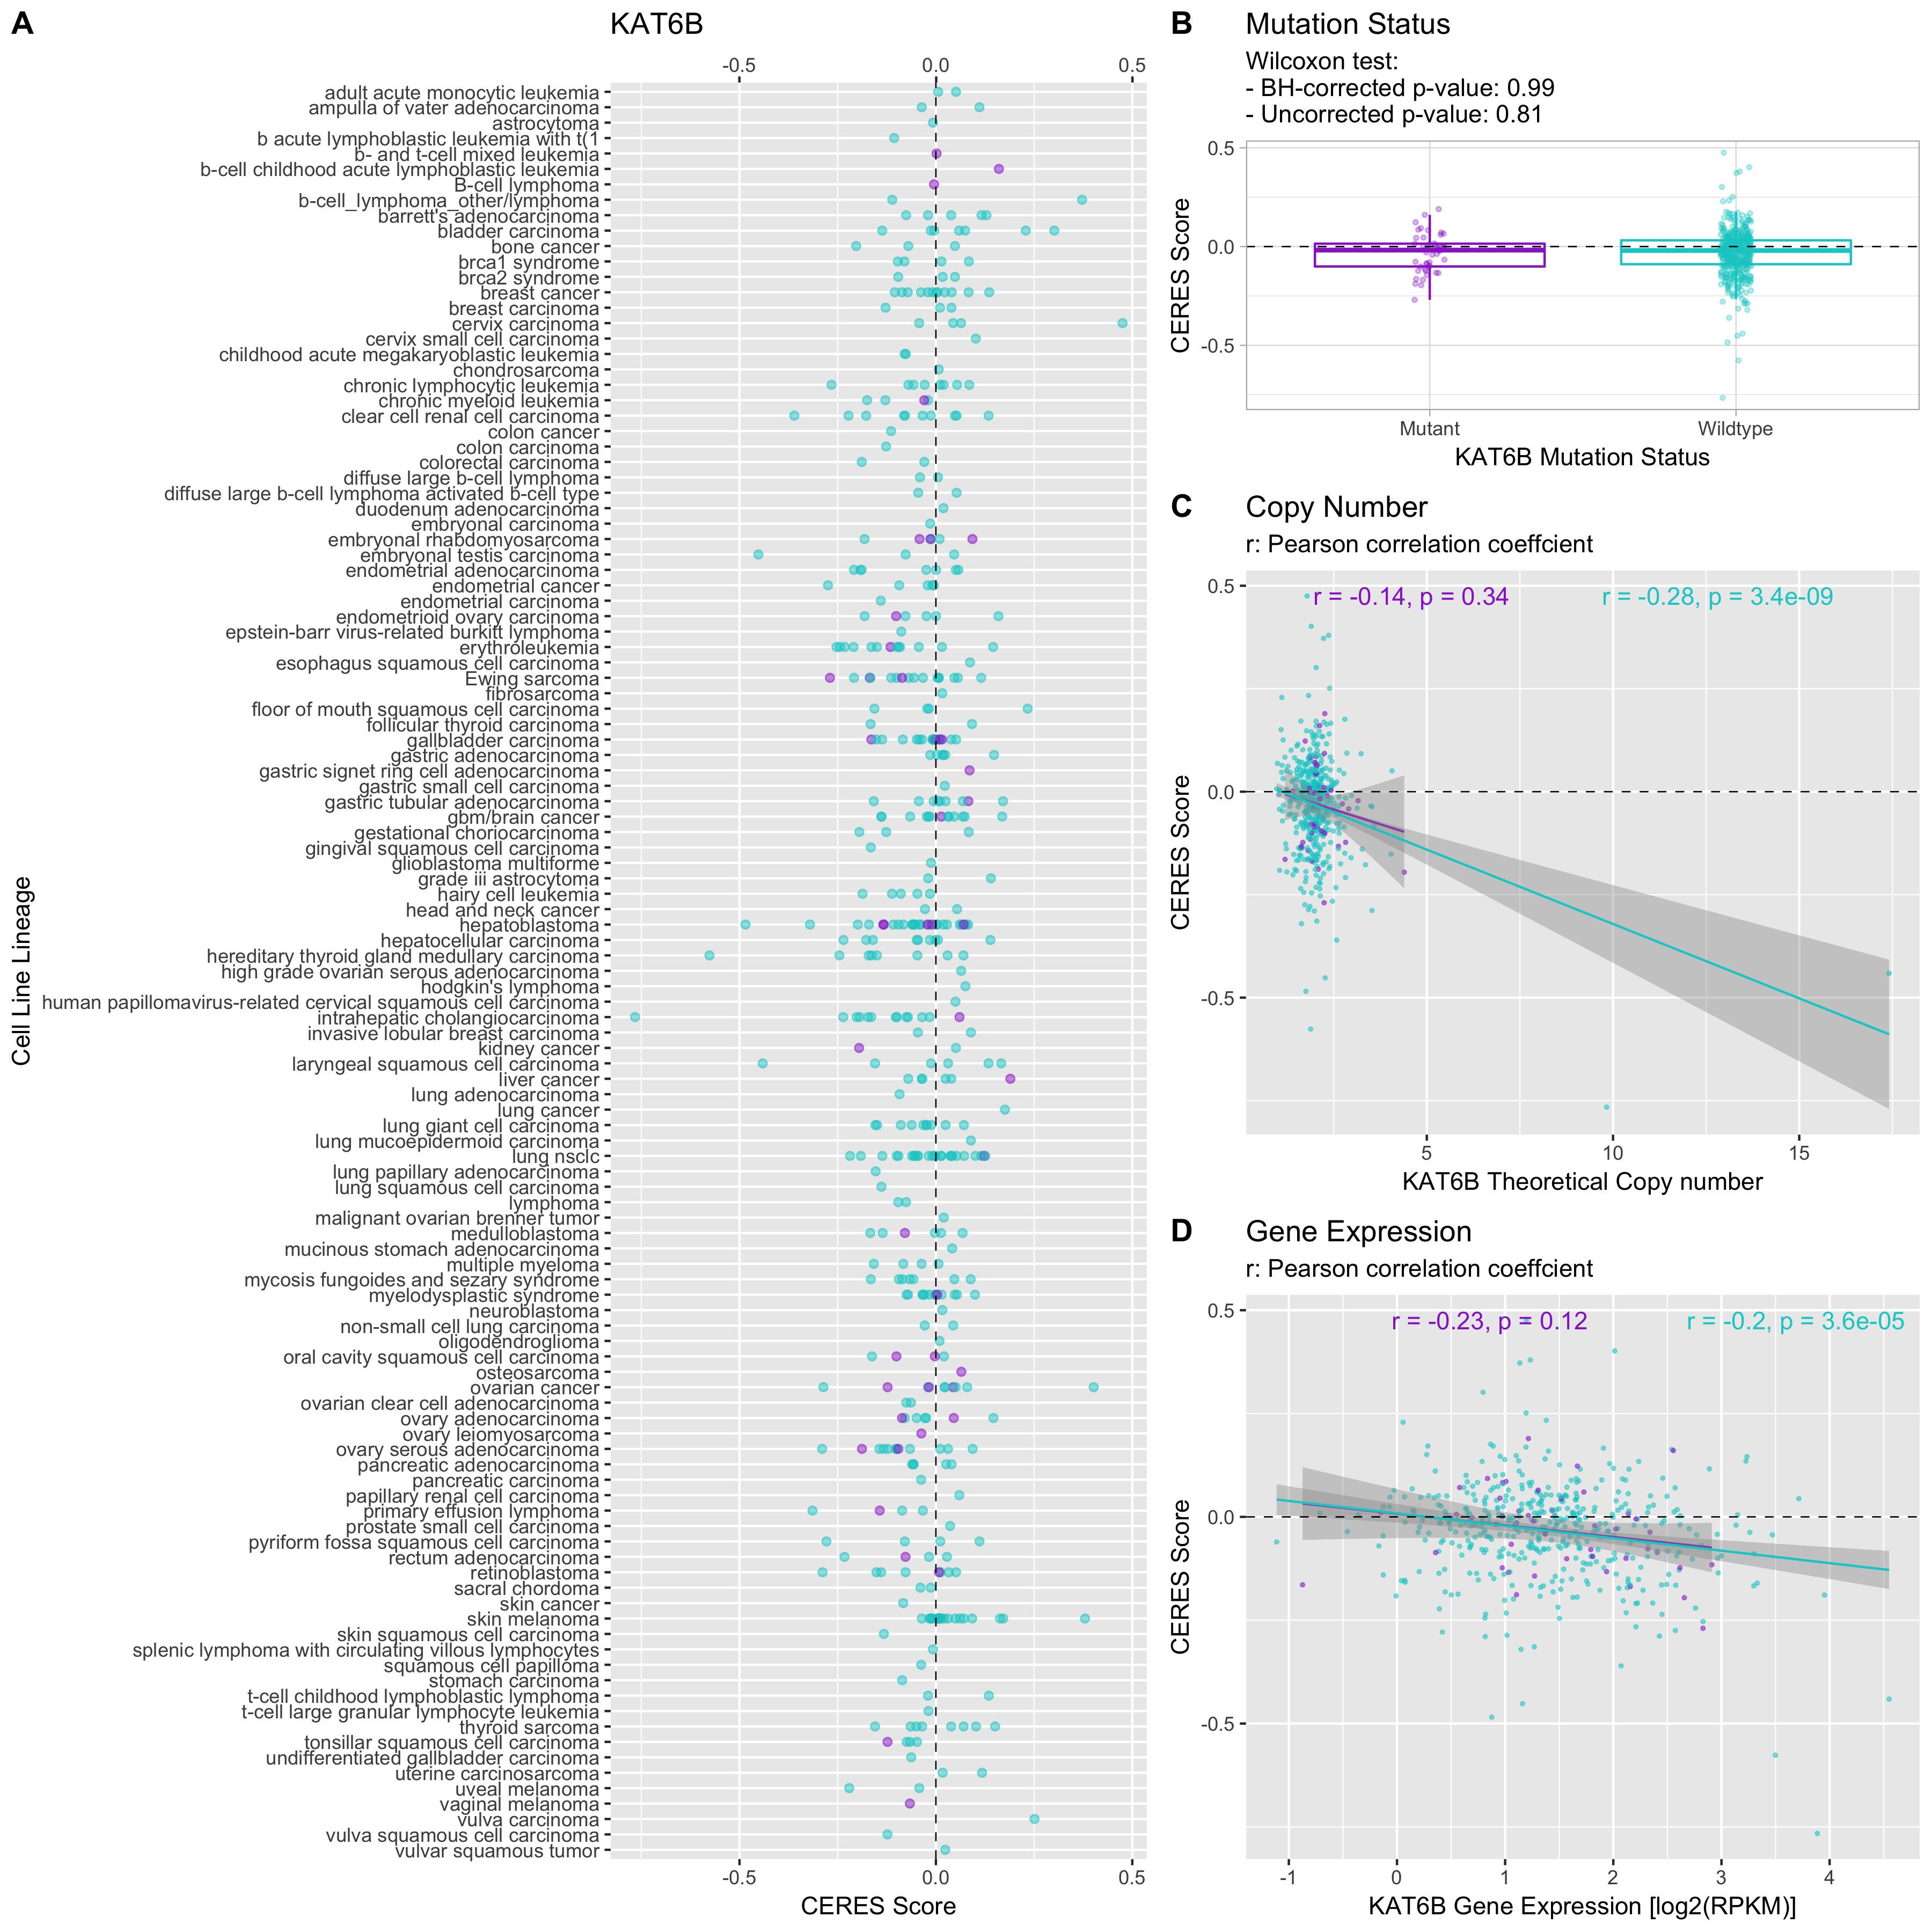 A
KAT6B
-0.5 0.0 0.5
adult acute monocytic leukemia
ampulla of vater adenocarcinoma
astrocytoma
b acute lymphoblastic leukemia with t(1
b- and t-cell mixed leukemia
b-cell childhood acute lymphoblastic leukemia
B-cell lymphoma
b-cell_lymphoma_other/lymphoma
barrett's adenocarcinoma
bladder carcinoma
bone cancer
brca1 syndrome
brca2 syndrome
breast cancer
breast carcinoma
cervix carcinoma
cervix small cell carcinoma
childhood acute megakaryoblastic leukemia
chondrosarcoma
chronic lymphocytic leukemia
chronic myeloid leukemia
clear cell renal cell carcinoma
colon cancer
colon carcinoma
colorectal carcinoma
diffuse large b-cell lymphoma
diffuse large b-cell lymphoma activated b-cell type
duodenum adenocarcinoma
embryonal carcinoma
embryonal rhabdomyosarcoma
embryonal testis carcinoma
endometrial adenocarcinoma
endometrial cancer
endometrial carcinoma
endometrioid ovary carcinoma
epstein-barr virus-related burkitt lymphoma
erythroleukemia
esophagus squamous cell carcinoma
Ewing sarcoma
fibrosarcoma
floor of mouth squamous cell carcinoma
follicular thyroid carcinoma
gallbladder carcinoma
gastric adenocarcinoma
gastric signet ring cell adenocarcinoma
gastric small cell carcinoma
gastric tubular adenocarcinoma
gbm/brain cancer
gestational choriocarcinoma
gingival squamous cell carcinoma
glioblastoma multiforme
grade iii astrocytoma
hairy cell leukemia
head and neck cancer
hepatoblastoma
hepatocellular carcinoma
hereditary thyroid gland medullary carcinoma
high grade ovarian serous adenocarcinoma
hodgkin's lymphoma
human papillomavirus-related cervical squamous cell carcinoma
intrahepatic cholangiocarcinoma
invasive lobular breast carcinoma
kidney cancer
laryngeal squamous cell carcinoma
liver cancer
lung adenocarcinoma
lung cancer
lung giant cell carcinoma
lung mucoepidermoid carcinoma
lung nsclc
lung papillary adenocarcinoma
lung squamous cell carcinoma
lymphoma
malignant ovarian brenner tumor
medulloblastoma
mucinous stomach adenocarcinoma
multiple myeloma
mycosis fungoides and sezary syndrome
myelodysplastic syndrome
neuroblastoma
non-small cell lung carcinoma
oligodendroglioma
oral cavity squamous cell carcinoma
osteosarcoma
ovarian cancer
ovarian clear cell adenocarcinoma
ovary adenocarcinoma
ovary leiomyosarcoma
ovary serous adenocarcinoma
pancreatic adenocarcinoma
pancreatic carcinoma
papillary renal cell carcinoma
primary effusion lymphoma
prostate small cell carcinoma
pyriform fossa squamous cell carcinoma
rectum adenocarcinoma
retinoblastoma
sacral chordoma
skin cancer
skin melanoma
skin squamous cell carcinoma
splenic lymphoma with circulating villous lymphocytes
squamous cell papilloma
stomach carcinoma
t-cell childhood lymphoblastic lymphoma
t-cell large granular lymphocyte leukemia
thyroid sarcoma
tonsillar squamous cell carcinoma
undifferentiated gallbladder carcinoma
uterine carcinosarcoma
uveal melanoma
vaginal melanoma
vulva carcinoma
vulva squamous cell carcinoma
vulvar squamous tumor
-0.5 0.0 0.5
CERES Score
Cell Line Lineage
B
Mutation Status
Wilcoxon test:
- BH-corrected p-value: 0.99
- Uncorrected p-value: 0.81
0.5
0.0
-0.5
CERES Score
Mutant Wildtype
KAT6B Mutation Status
C
Copy Number
r: Pearson correlation coeffcient
r = -0.14, p = 0.34
r = -0.28, p = 3.4e-09
0.5
0.0
-0.5
CERES Score
5 10 15
KAT6B Theoretical Copy number
D
Gene Expression
r: Pearson correlation coeffcient
r = -0.23, p = 0.12
r = -0.2, p = 3.6e-05
0.5
0.0
-0.5
CERES Score
-1 0 1 2 3 4
KAT6B Gene Expression [log2(RPKM)]